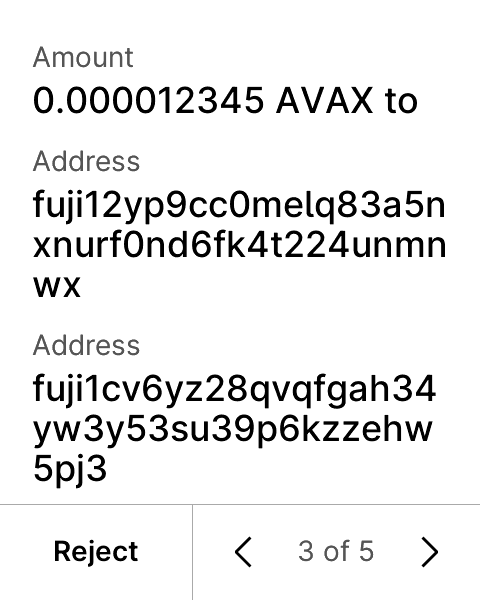 Amount
0.000012345 AVAX to
Address
fuji12yp9cc0melq83a5n
xnurf0nd6fk4t224unmn
wx
Address
fuji1cv6yz28qvqfgah34
yw3y53su39p6kzzehw
5pj3
Reject
3 of 5